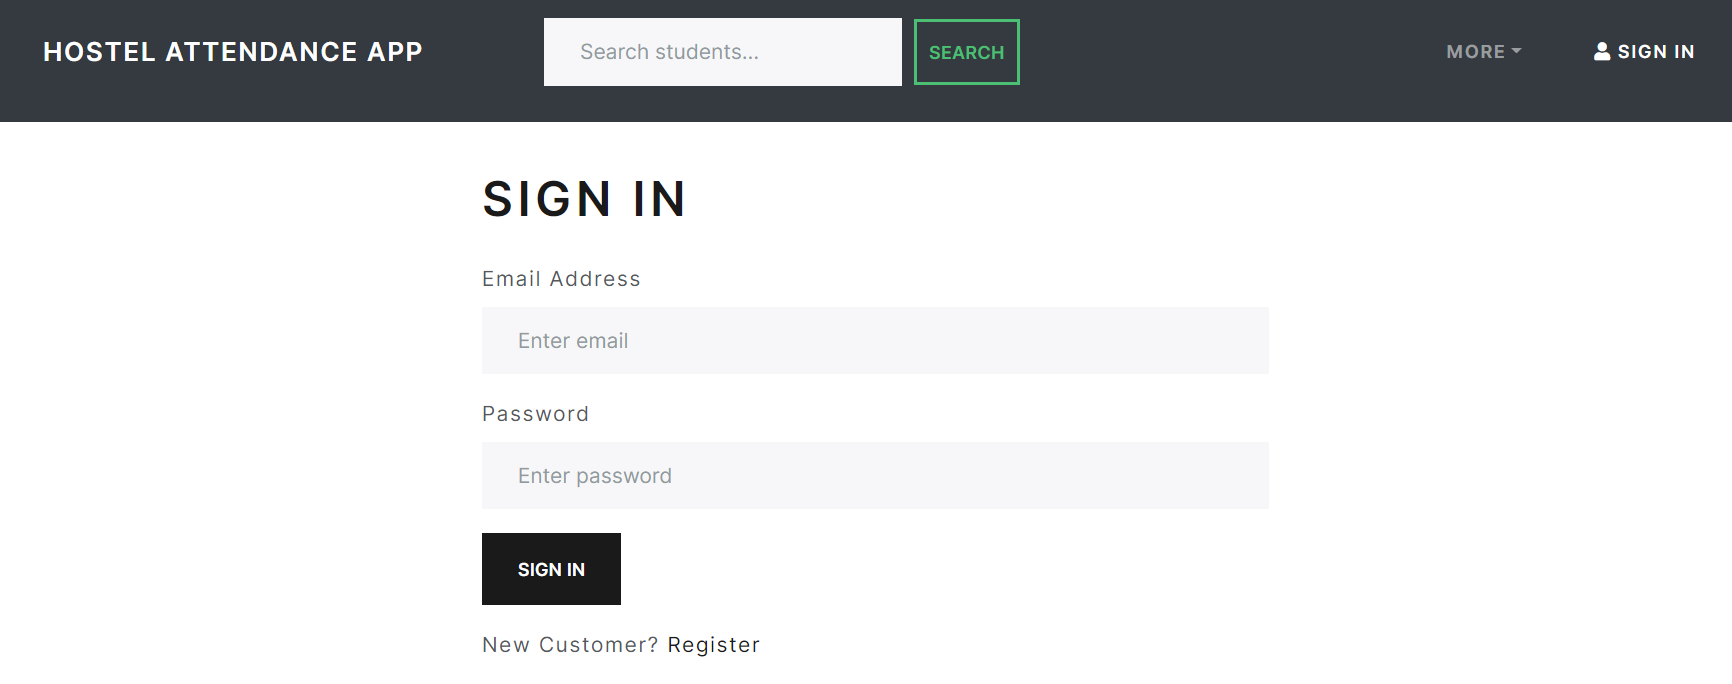 HOSTEL ATTENDANCE APP
Search students...
SEARCH
MORE
SIGN IN
SIGN IN
Email Address
Enter email
Password
Enter password
SIGN IN
New Customer? Register